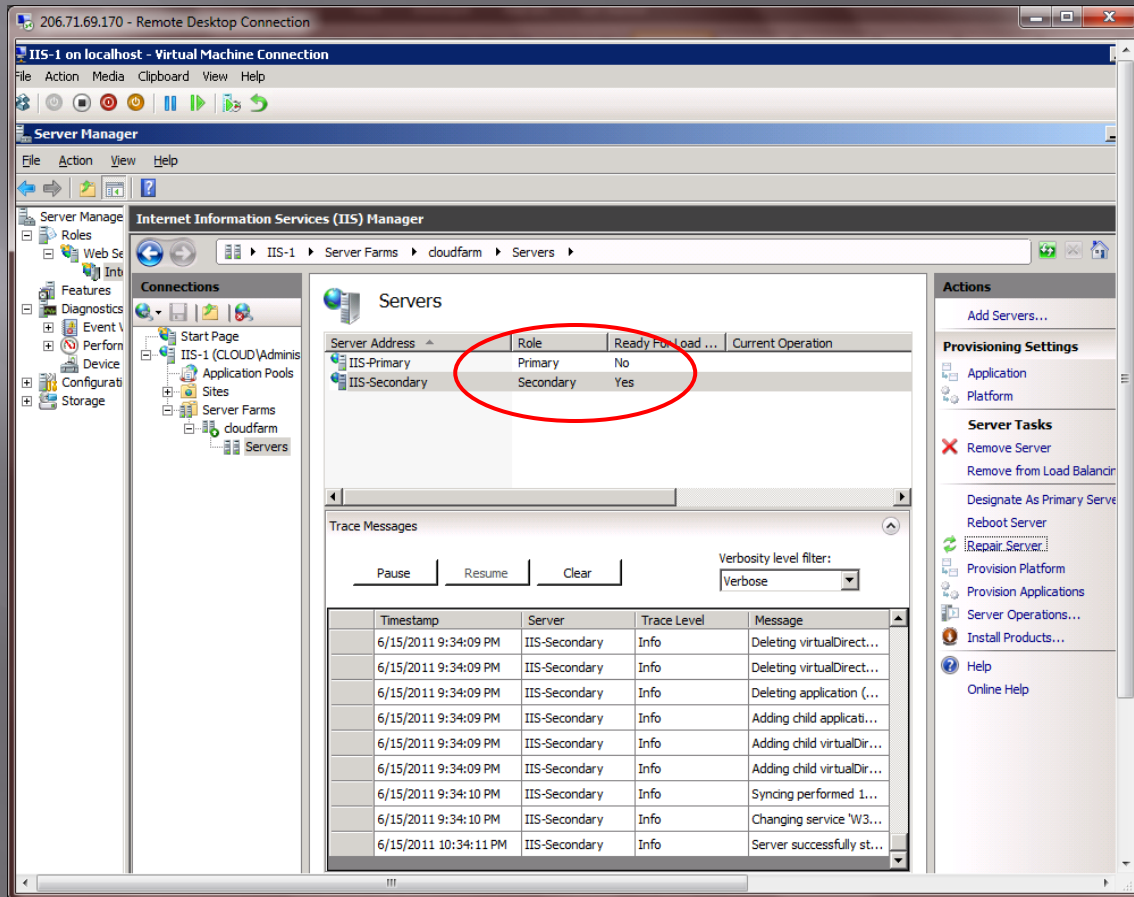 206.71.69.170 - Remote Desktop Connection
IIS-1 on localhost - Virtual Machine Connection
File Action Media Clipboard View Help
Server Manager
File Action View Help
Server Manage
Roles
Web Se
Int
Features
Diagnostics
Event V
Perform
Device
Configurati
Storage
Internet Information Services (IIS) Manager
IIS-1 Server Farms cloudfarm Servers
Connections
Start Page
IIS-1 (CLOUD\Adminis
Application Pools
Sites
Server Farms
cloudfarm
Servers
Servers
Server Address Role Ready For Load ... Current Operation
IIS-Primary Primary No
IIS-Secondary Secondary Yes
Trace Messages
Verbosity level filter:
Pause Resume Clear Verbose
Timestamp Server Trace Level Message
6/15/2011 9:34:09 PM IIS-Secondary Info Deleting virtualDirect...
6/15/2011 9:34:09 PM IIS-Secondary Info Deleting virtualDirect...
6/15/2011 9:34:09 PM IIS-Secondary Info Deleting application (...
6/15/2011 9:34:09 PM IIS-Secondary Info Adding child applicati...
6/15/2011 9:34:09 PM IIS-Secondary Info Adding child virtualDir...
6/15/2011 9:34:09 PM IIS-Secondary Info Adding child virtualDir...
6/15/2011 9:34:10 PM IIS-Secondary Info Syncing performed 1...
6/15/2011 9:34:10 PM IIS-Secondary Info Changing service 'W3...
6/15/2011 10:34:11 PM IIS-Secondary Info Server successfully st...
Actions
Add Servers...
Provisioning Settings
Application
Platform
Server Tasks
Remove Server
Remove from Load Balancin
Designate As Primary Serve
Reboot Server
Repair Server
Provision Platform
Provision Applications
Server Operations...
Install Products...
Help
Online Help